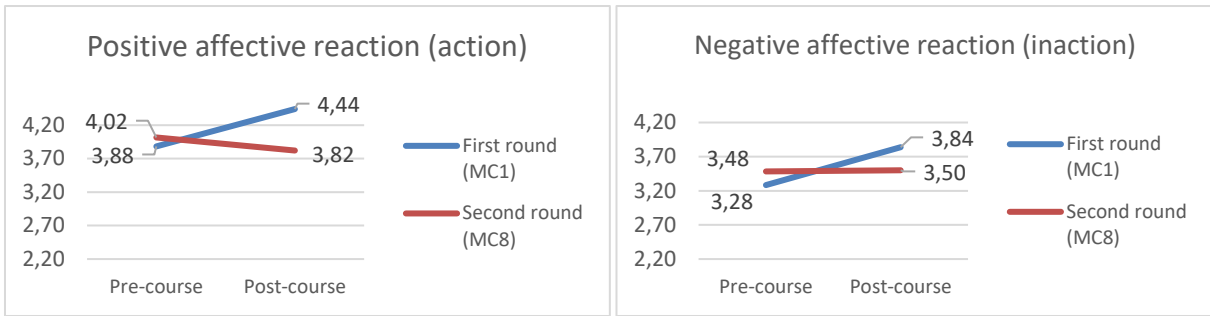 Positive affective reaction (action)
4,20
3,70
3,20
2,70
2,20
4,02
3,88
4,44
3,82
Pre-course
Post-course
First round
(MC1)
Second round
(MC8)
Negative affective reaction (inaction)
4,20
3,70
3,20
2,70
2,20
3,48
3,28
3,84
3,50
Pre-course
Post-course
First round
(MC1)
Second round
(MC8)